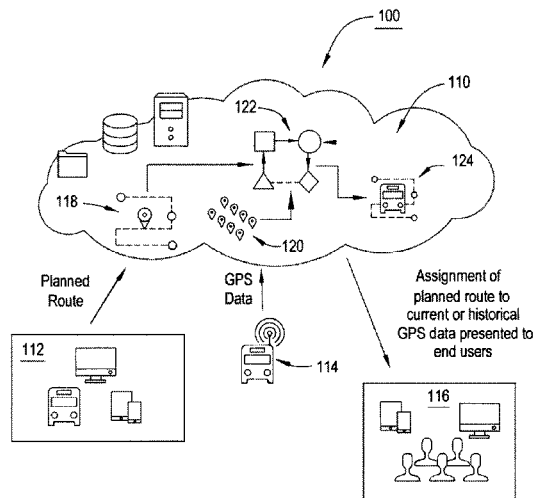 100
122
110
124
118
120
Planned
Route
GPS
Data
Assignment of
planned route to
current or historical
GPS data presented to
end users
112
114
116